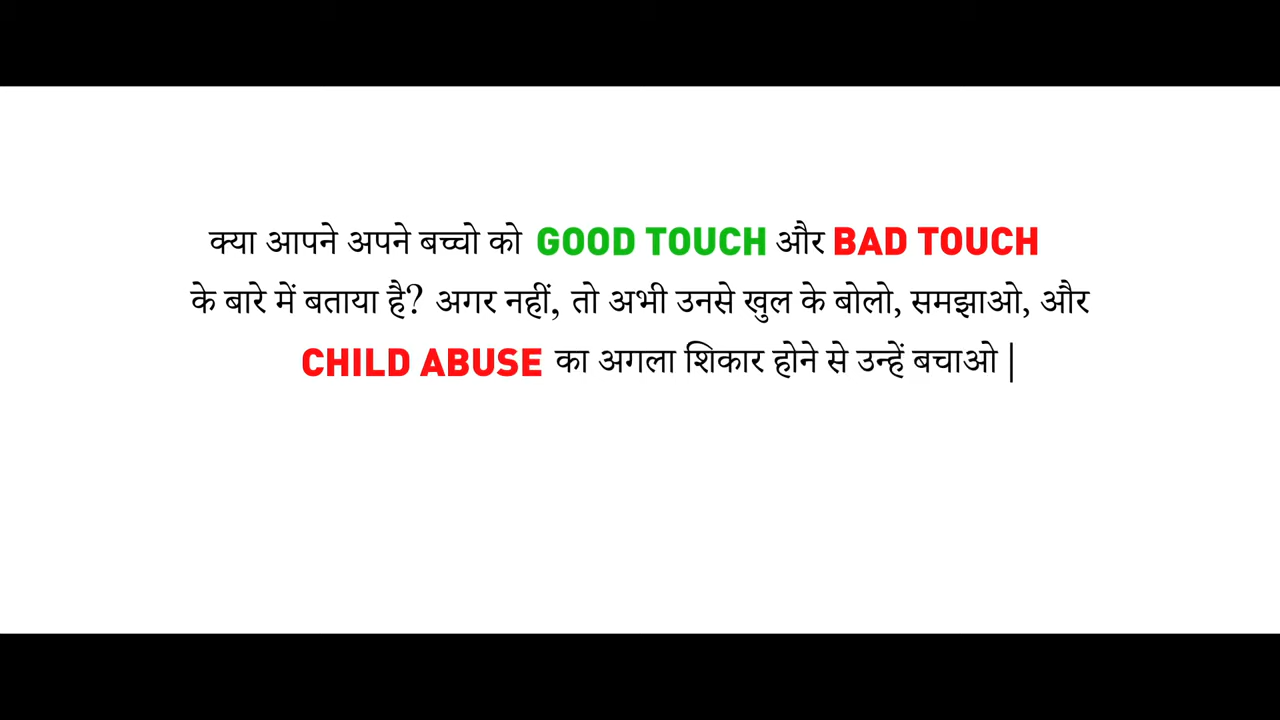 क्या आपने अपने बच्चो को GOOD TOUCH और BAD TOUCH
के बारे में बताया है? अगर नहीं, तो अभी उनसे खुल के बोलो, समझाओ, और
CHILD ABUSE का अगला शिकार होने से उन्हें बचाओ |